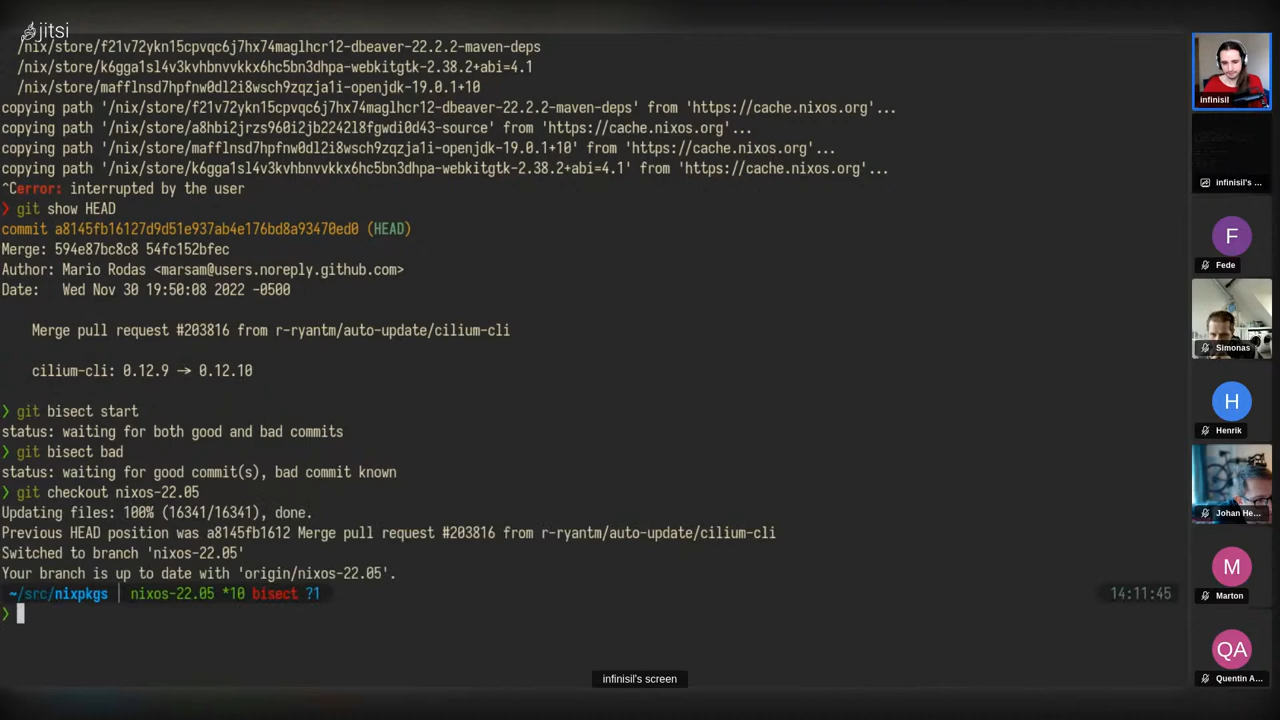 jitsi
/nix/store/f21v72ykn15cpvqc6j7hx74maglhcr12-dbeaver-22.2.2-maven-deps
/nix/store/k6gga1sl4v3kvhbnvvkkx6hc5bn3dhpa-webkitgtk-2.38.2+abi=4.1
/nix/store/mafflnsd7hpfnw0dl2i8wsch9zqzja1i-openjdk-19.0.1+10
copying path '/nix/store/f21v72ykn15cpvqc6j7hx74maglhcr12-dbeaver-22.2.2-maven-deps' from 'https://cache.nixos.org'...
copying path '/nix/store/a8hbi2jrzs960i2jb2242l8fgwdi0d43-source' from 'https://cache.nixos.org'...
copying path '/nix/store/mafflnsd7hpfnw0dl2i8wsch9zqzja1i-openjdk-19.0.1+10' from 'https://cache.nixos.org'...
copying path '/nix/store/k6gga1sl4v3kvhbnvvkkx6hc5bn3dhpa-webkitgtk-2.38.2+abi=4.1' from 'https://cache.nixos.org'...
^Cerror: interrupted by the user
❯ git show HEAD
commit a8145fb16127d9d51e937ab4e176bd8a93470ed0 (HEAD)
Merge: 594e87bc8c8 54fc152bfec
Author: Mario Rodas <marsam@users.noreply.github.com>
Date: Wed Nov 30 19:50:08 2022 -0500
Merge pull request #203816 from r-ryantm/auto-update/cilium-cli
cilium-cli: 0.12.9 → 0.12.10
❯ git bisect start
status: waiting for both good and bad commits
❯ git bisect bad
status: waiting for good commit(s), bad commit known
❯ git checkout nixos-22.05
Updating files: 100% (16341/16341), done.
Previous HEAD position was a8145fb1612 Merge pull request #203816 from r-ryantm/auto-update/cilium-cli
Switched to branch 'nixos-22.05'
Your branch is up to date with 'origin/nixos-22.05'.
~/src/nixpkgs | nixos-22.05 *10 bisect ?1 14:11:45
❯
infinisil's screen
infinisil
infinisil's ...
F
Fede
Simonas
H
Henrik
Johan He...
M
Marton
QA
Quentin A...